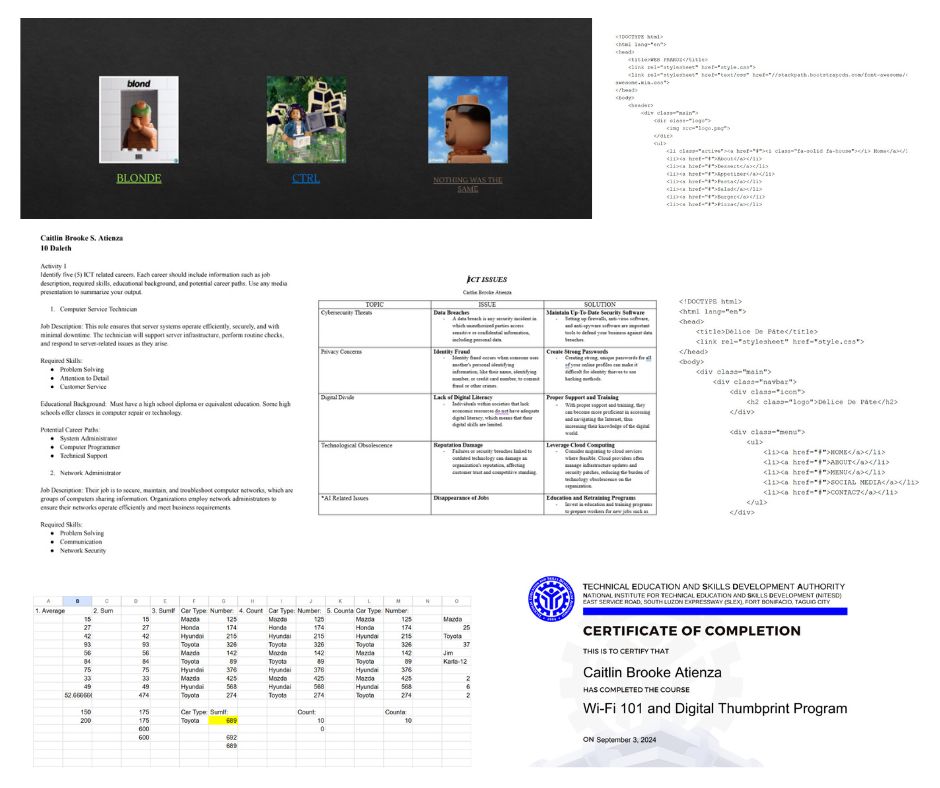 blond
BLONDE
CTRL
NOTHING WAS THE
SAME
<!DOCTYPE html>
<html lang="en">
<head>
<title>WEB FRANDZ</title>
<link rel="stylesheet" href="style.css">
<link rel="stylesheet" href="text/css" href="//stackpath.bootstrapcdn.com/font-awesome/
awesome.min.css">
</head>
<body>
<header>
<div class="main">
<div class="logo">
<img src="logo.png">
</div>
<ul>
<li class="active"><a href="#"><i class="fa-solid fa-house"></i> Home</a></
<li><a href="#">About</a></li>
<li><a href="#">Dessert</a></li>
<li><a href="#">Appetizer</a></li>
<li><a href="#">Pasta</a></li>
<li><a href="#">Salad</a></li>
<li><a href="#">Burger</a></li>
<li><a href="#">Pizza</a></li>
Caitlin Brooke S. Atienza
10 Daleth
Activity 1
Identify five (5) ICT related careers. Each career should include information such as job
description, required skills, educational background, and potential career paths. Use any media
presentation to summarize your output.
1. Computer Service Technician
Job Description: This role ensures that server systems operate efficiently, securely, and with
minimal downtime. The technician will support server infrastructure, perform routine checks,
and respond to server-related issues as they arise.
Required Skills:
● Problem Solving
● Attention to Detail
● Customer Service
Educational Background: Must have a high school diploma or equivalent education. Some high
schools offer classes in computer repair or technology.
Potential Career Paths:
● System Administrator
● Computer Programmer
● Technical Support
2. Network Administrator
Job Description: Their job is to secure, maintain, and troubleshoot computer networks, which are
groups of computers sharing information. Organizations employ network administrators to
ensure their networks operate efficiently and meet business requirements
Required Skills:
● Problem Solving
● Communication
● Network Security
ICT ISSUES
Caitlin Brooke Atienza
TOPIC ISSUE SOLUTION
Cybersecurity Threats
Data Breaches
- A data breach is any security incident in
which unauthorized parties access
sensitive or confidential information,
including personal data.
Maintain Up-To-Date Security Software
- Setting up firewalls, anti-virus software,
and anti-spyware software are important
tools to defend your business against data
breaches.
Privacy Concerns
Identity Fraud
- Identity fraud occurs when someone uses
another's personal identifying
information, like their name, identifying
number, or credit card number, to commit
fraud or other crimes.
Create Strong Passwords
- Creating strong, unique passwords for all
of your online profiles can make it
difficult for identity thieves to use
hacking methods.
Digital Divide
Lack of Digital Literacy
- Individuals within societies that lack
economic resources do not have adequate
digital literacy, which means that their
digital skills are limited.
Proper Support and Training
- With proper support and training, they
can become more proficient in accessing
and navigating the Internet, thus
increasing their knowledge of the digital
world.
Technological Obsolescence
Reputation Damage
- Failures or security breaches linked to
outdated technology can damage an
organization's reputation, affecting
customer trust and competitive standing.
Leverage Cloud Computing
- Consider migrating to cloud services
where feasible. Cloud providers often
manage infrastructure updates and
security patches, reducing the burden of
technology obsolescence on the
organization.
*AI Related Issues
Disappearance of Jobs
Education and Retraining Programs
- Invest in education and training programs
to prepare workers for new jobs such as
<!DOCTYPE html>
<html lang="en">
<head>
<title>Délice De Pâte</title>
<link rel="stylesheet" href="style.css">
</head>
<body>
<div class="main">
<div class="navbar">
<div class="icon">
<h2 class="logo">Délice De Pâte</h2>
</div>
<div class="menu">
<ul>
<li><a href="#">HOME</a></li>
<li><a href="#">ABOUT</a></li>
<li><a href="#">MENU</a></li>
<li><a href="#">SOCIAL MEDIA</a></li>
<li><a href="#">CONTACT</a></li>
</ul>
</div>
A B C D E F G H I J K L M N O
1. Average 2. Sum 3. SumIf Car Type: Number: 4. Count Car Type: Number: 5. Counta Car Type: Number:
15 15 Mazda 125 Mazda 125 Mazda 125 Mazda
27 27 Honda 174 Honda 174 Honda 174 25
42 42 Hyundai 215 Hyundai 215 Hyundai 215 Toyota
93 93 Toyota 326 Toyota 326 Toyota 326 37
56 56 Mazda 142 Mazda 142 Mazda 142 Jim
84 84 Toyota 89 Toyota 89 Toyota 89 Karla-12
75 75 Hyundai 376 Hyundai 376 Hyundai 376
33 33 Mazda 425 Mazda 425 Mazda 425 2
49 49 Hyundai 568 Hyundai 568 Hyundai 568 6
52.666666 474 Toyota 274 Toyota 274 Toyota 274 2
150 175 Car Type: SumIf: Count: Counta:
200 175 Toyota 689 10 10
600 0
600 692
689
TECHNICAL EDUCATION AND SKILLS DEVELOPMENT AUTHORITY
NATIONAL INSTITUTE FOR TECHNICAL EDUCATION AND SKILLS DEVELOPMENT (NITESD)
EAST SERVICE ROAD, SOUTH LUZON EXPRESSWAY (SLEX), FORT BONIFACIO, TAGUIG CITY
CERTIFICATE OF COMPLETION
THIS IS TO CERTIFY THAT
Caitlin Brooke Atienza
HAS COMPLETED THE COURSE
Wi-Fi 101 and Digital Thumbprint Program
ON September 3, 2024